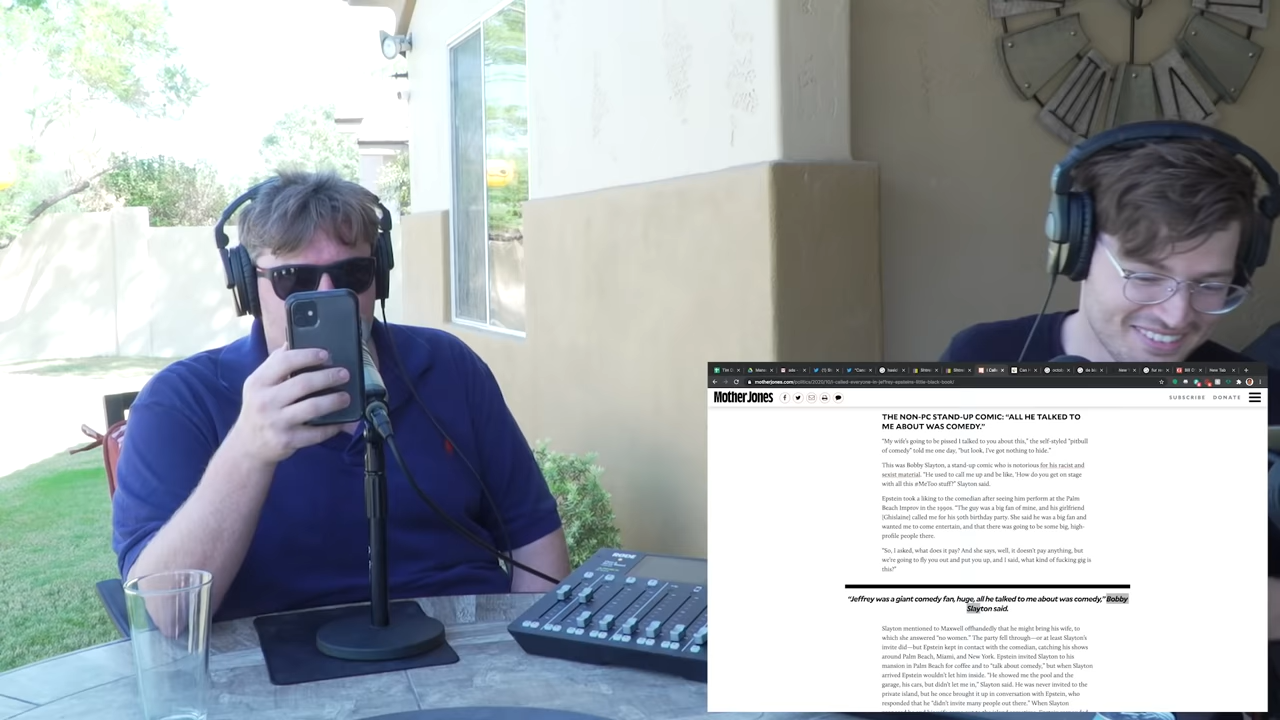 motherjones.com/politics/2020/10/i-called-everyone-in-jeffrey-epsteins-little-black-book/
Mother Jones
SUBSCRIBE DONATE
THE NON-PC STAND-UP COMIC: “ALL HE TALKED TO
ME ABOUT WAS COMEDY.”
“My wife’s going to be pissed I talked to you about this,” the self-styled “pitbull
of comedy” told me one day, “but look, I’ve got nothing to hide.”
This was Bobby Slayton, a stand-up comic who is notorious for his racist and
sexist material. “He used to call me up and be like, ‘How do you get on stage
with all this #MeToo stuff?” Slayton said.
Epstein took a liking to the comedian after seeing him perform at the Palm
Beach Improv in the 1990s. “The guy was a big fan of mine, and his girlfriend
[Ghislaine] called me for his 50th birthday party. She said he was a big fan and
wanted me to come entertain, and that there was going to be some big, high-
profile people there.
“So, I asked, what does it pay? And she says, well, it doesn’t pay anything, but
we’re going to fly you out and put you up, and I said, what kind of fucking gig is
this?”
“Jeffrey was a giant comedy fan, huge, all he talked to me about was comedy,” Bobby
Slayton said.
Slayton mentioned to Maxwell offhandedly that he might bring his wife, to
which she answered “no women.” The party fell through—or at least Slayton’s
invite did—but Epstein kept in contact with the comedian, catching his shows
around Palm Beach, Miami, and New York. Epstein invited Slayton to his
mansion in Palm Beach for coffee and to “talk about comedy,” but when Slayton
arrived Epstein wouldn’t let him inside. “He showed me the pool and the
garage, his cars, but didn’t let me in,” Slayton said. He was never invited to the
private island, but he once brought it up in conversation with Epstein, who
responded that he “didn’t invite many people out there.” When Slayton